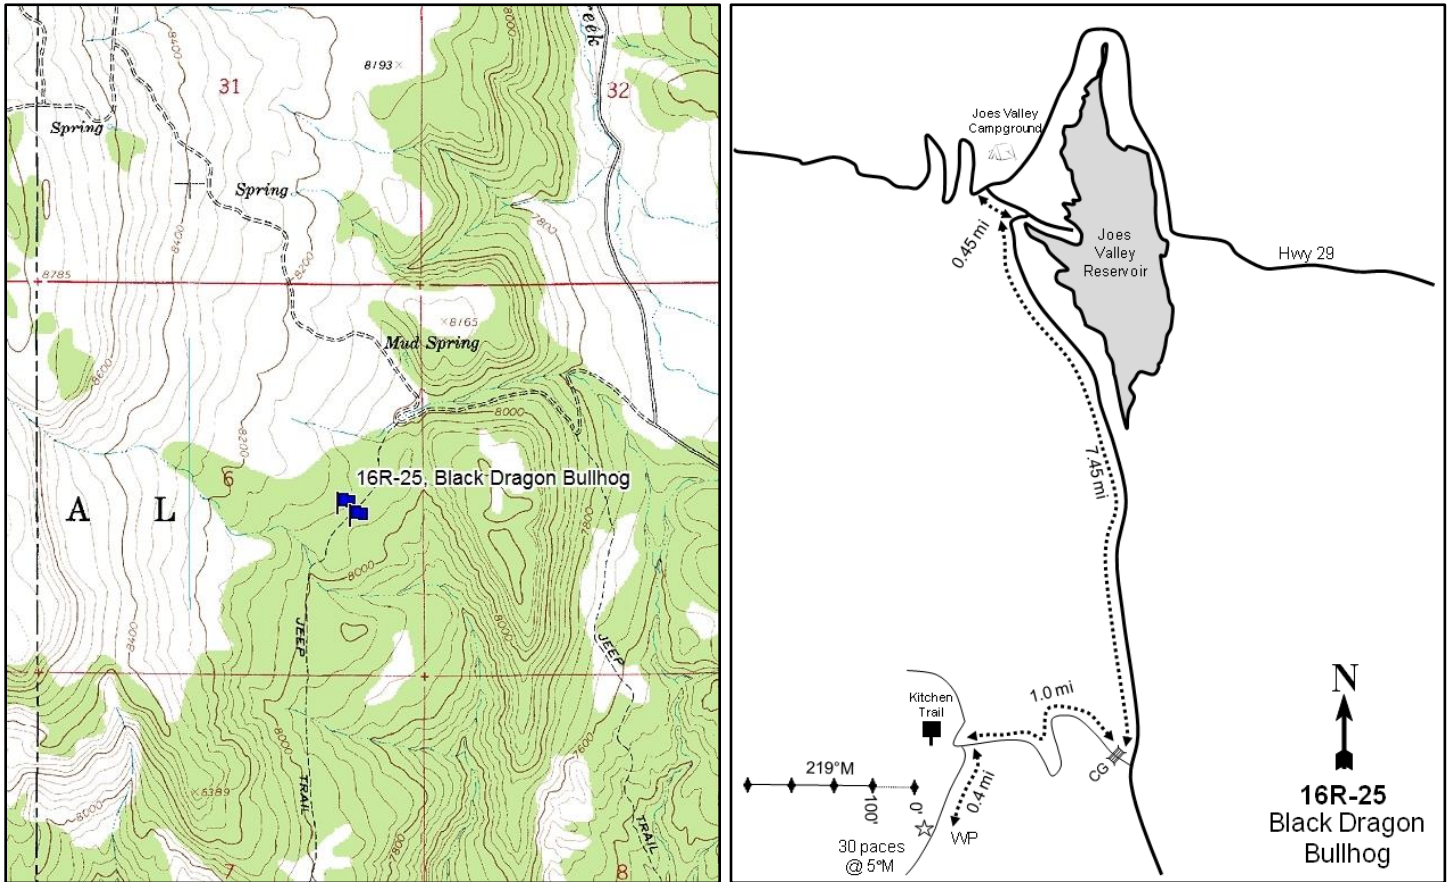 reek
8000
8400
8193
31
32
Spring
Spring
7800
8400
8200
8785
8165
Mud Spring
8600
8000
8200
6
16R-25, Black Dragon Bullhog
A L
7800
8000
8400
8000
JEEP
JEEP
8000
7600
TRAIL
8000
TRAIL
7800
7
8
Joes Valley
Campground
0.45 mi
Joes
Valley
Reservoir
Hwy 29
7.45 mi
Kitchen
Trail
1.0 mi
CG
219°M
100'
0'
0.4 mi
WP
30 paces
@ 5°M
N
16R-25
Black Dragon
Bullhog